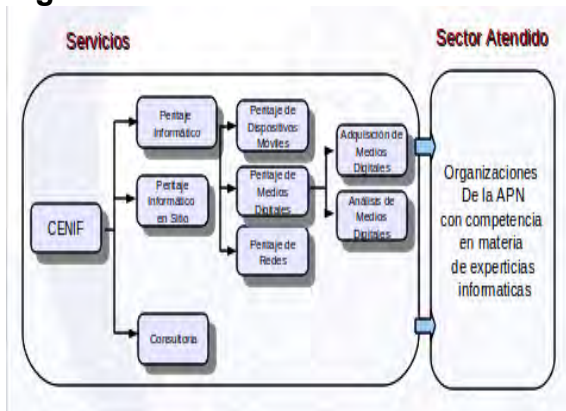 Servicios
Sector Atendido
Peritaje
Informático
Peritaje de
Dispositivos
Móviles
Adquisición de
Medios
Digitales
Peritaje
Informático
en Sitio
Peritaje de
Medios
Digitales
Análisis de
Medios
Digitales
CENIF
Peritaje de
Redes
Consultoria
Organizaciones
De la APN
con competencia
en materia
de experticias
informaticas